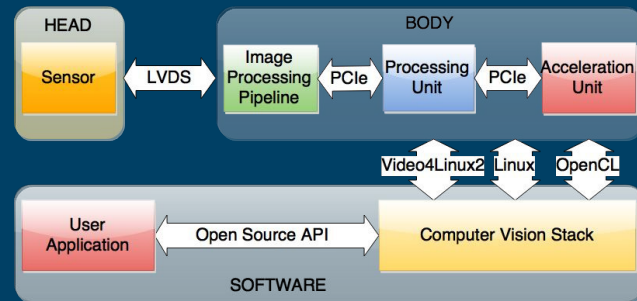 HEAD
BODY
Sensor
LVDS
Image
Processing
Pipeline
PCIe
Processing
Unit
PCIe
Acceleration
Unit
Video4Linux2
Linux
OpenCL
User
Application
Open Source API
Computer Vision Stack
SOFTWARE